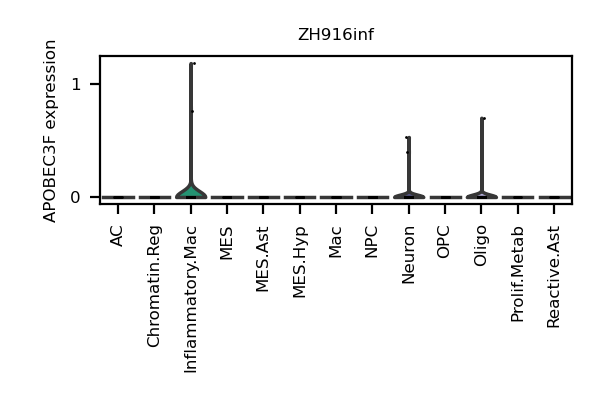 ZH916inf
APOBEC3F expression
1
0
AC
Chromatin.Reg
Inflammatory.Mac
MES
MES.Ast
MES.Hyp
Mac
NPC
Neuron
OPC
Oligo
Prolif.Metab
Reactive.Ast